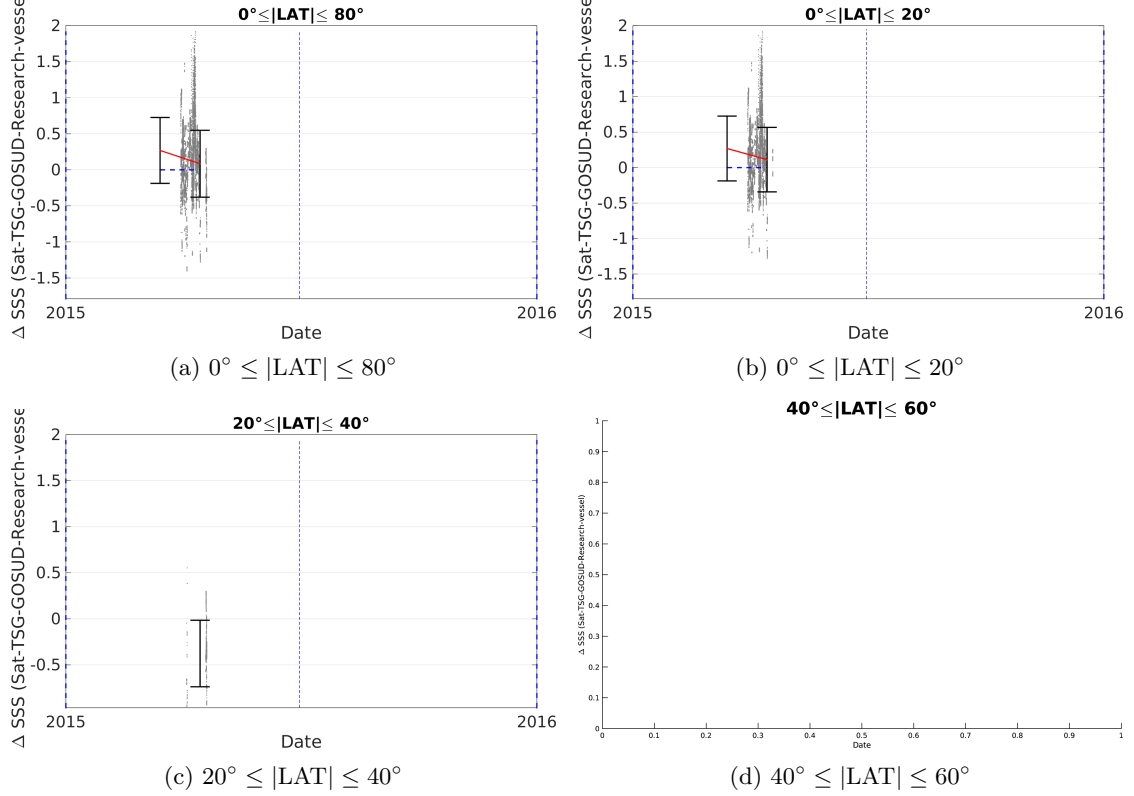 0°≤|LAT|≤ 80°
Δ SSS (Sat-TSG-GOSUD-Research-vesse
2
1.5
1
0.5
0
-0.5
-1
-1.5
2015
2016
Date
(a) 0° ≤ |LAT| ≤ 80°
0°≤|LAT|≤ 20°
Δ SSS (Sat-TSG-GOSUD-Research-vesse
2
1.5
1
0.5
0
-0.5
-1
-1.5
2015
2016
Date
(b) 0° ≤ |LAT| ≤ 20°
20°≤|LAT|≤ 40°
Δ SSS (Sat-TSG-GOSUD-Research-vesse
2
1.5
1
0.5
0
-0.5
2015
2016
Date
(c) 20° ≤ |LAT| ≤ 40°
40°≤|LAT|≤ 60°
Δ SSS (Sat-TSG-GOSUD-Research-vessel)
1
0.9
0.8
0.7
0.6
0.5
0.4
0.3
0.2
0.1
0
0 0.1 0.2 0.3 0.4 0.5 0.6 0.7 0.8 0.9 1
Date
(d) 40° ≤ |LAT| ≤ 60°